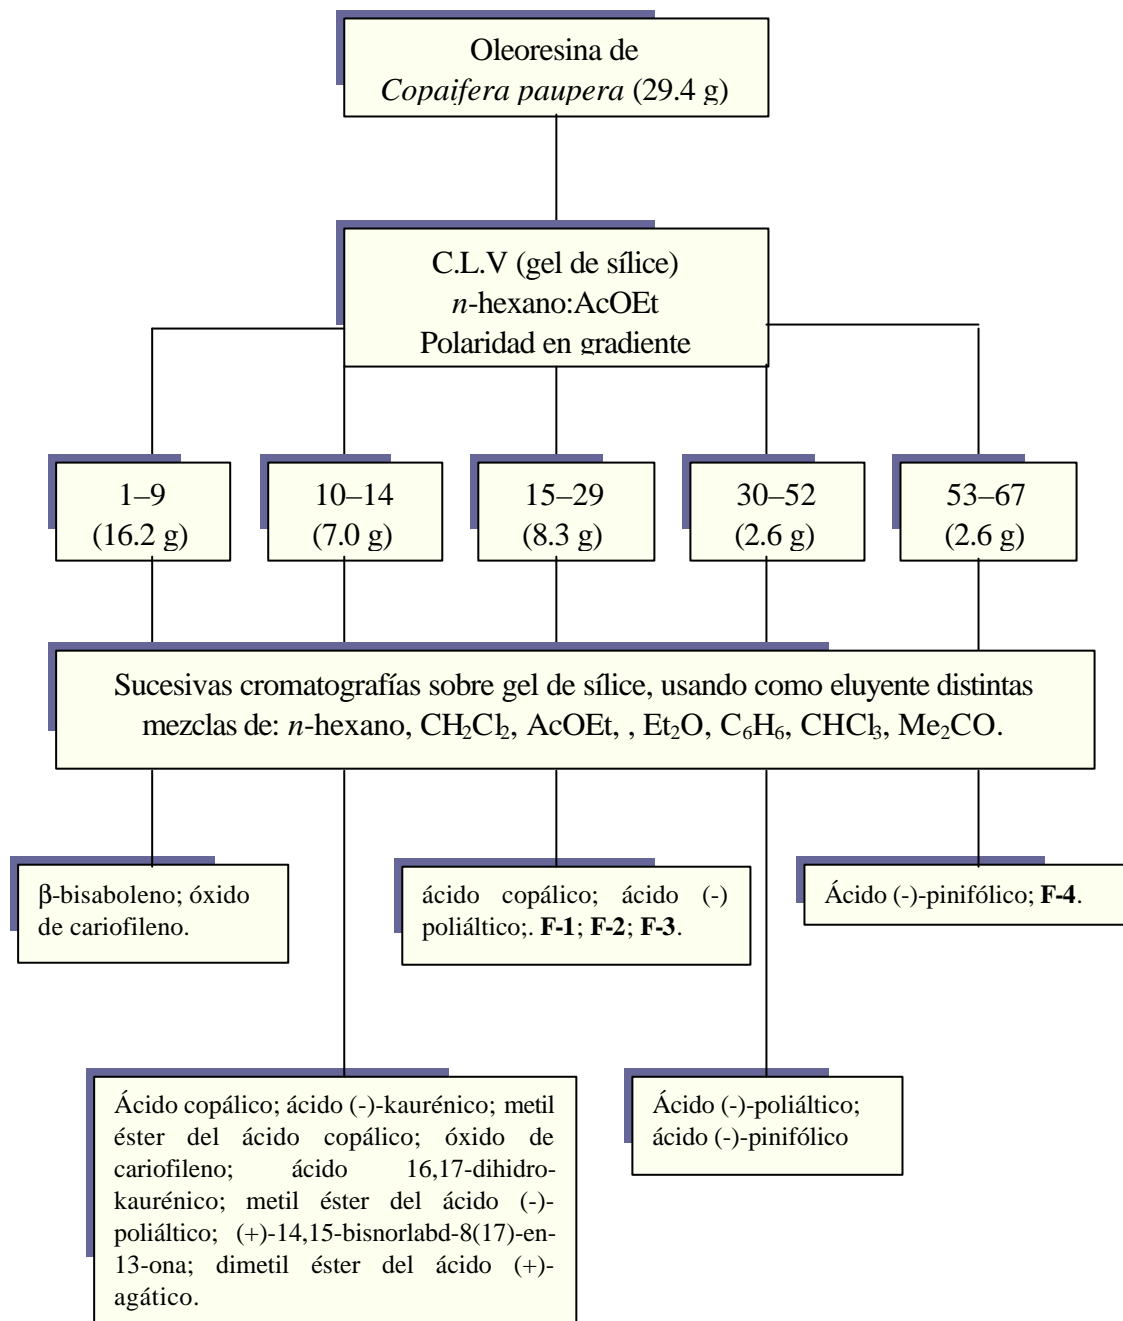 Oleoresina de
Copaifera paupera (29.4 g)
C.L.V (gel de sílice)
n-hexano:AcOEt
Polaridad en gradiente
1–9
(16.2 g)
10–14
(7.0 g)
15–29
(8.3 g)
30–52
(2.6 g)
53–67
(2.6 g)
Sucesivas cromatografías sobre gel de sílice, usando como eluyente distintas
mezclas de: n-hexano, CH₂Cl₂, AcOEt, , Et₂O, C₆H₆, CHCl₃, Me₂CO.
β-bisaboleno; óxido
de cariofileno.
ácido copálico; ácido (-)
poliáltico;. F-1; F-2; F-3.
Ácido (-)-pinifólico; F-4.
Ácido copálico; ácido (-)-kaurénico; metil
éster del ácido copálico; óxido de
cariofileno; ácido 16,17-dihidro-
kaurénico; metil éster del ácido (-)-
poliáltico; (+)-14,15-bisnorlabd-8(17)-en-
13-ona; dimetil éster del ácido (+)-
agático.
Ácido (-)-poliáltico;
ácido (-)-pinifólico